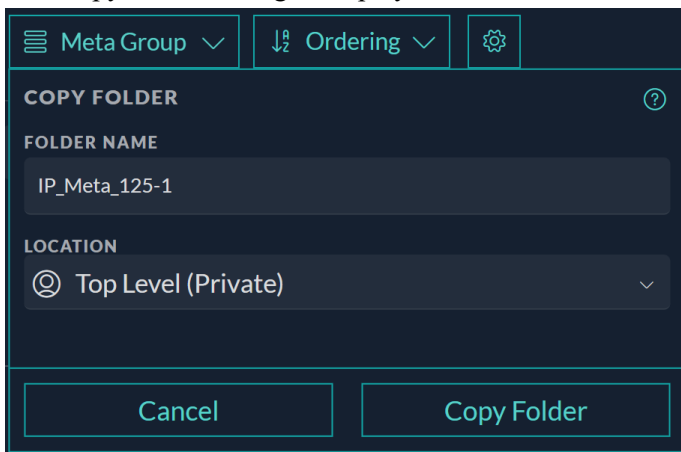 Meta Group Ordering
COPY FOLDER
FOLDER NAME
IP_Meta_125-1
LOCATION
Top Level (Private)
Cancel Copy Folder